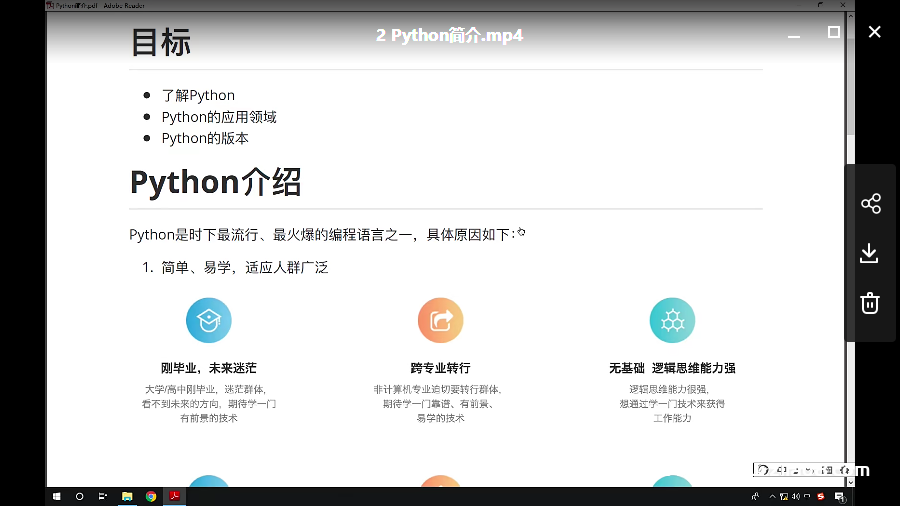 Python简介.pdf - Adobe Reader
2 Python简介.mp4
目标
了解Python
Python的应用领域
Python的版本
Python介绍
Python是时下最流行、最火爆的编程语言之一，具体原因如下：
1. 简单、易学，适应人群广泛
刚毕业，未来迷茫
大学/高中刚毕业，迷茫群体，
看不到未来的方向，期待学一门
有前景的技术
跨专业转行
非计算机专业迫切要转行群体，
期待学一门靠谱、有前景、
易学的技术
无基础 逻辑思维能力强
逻辑思维能力很强，
想通过学一门技术来获得
工作能力